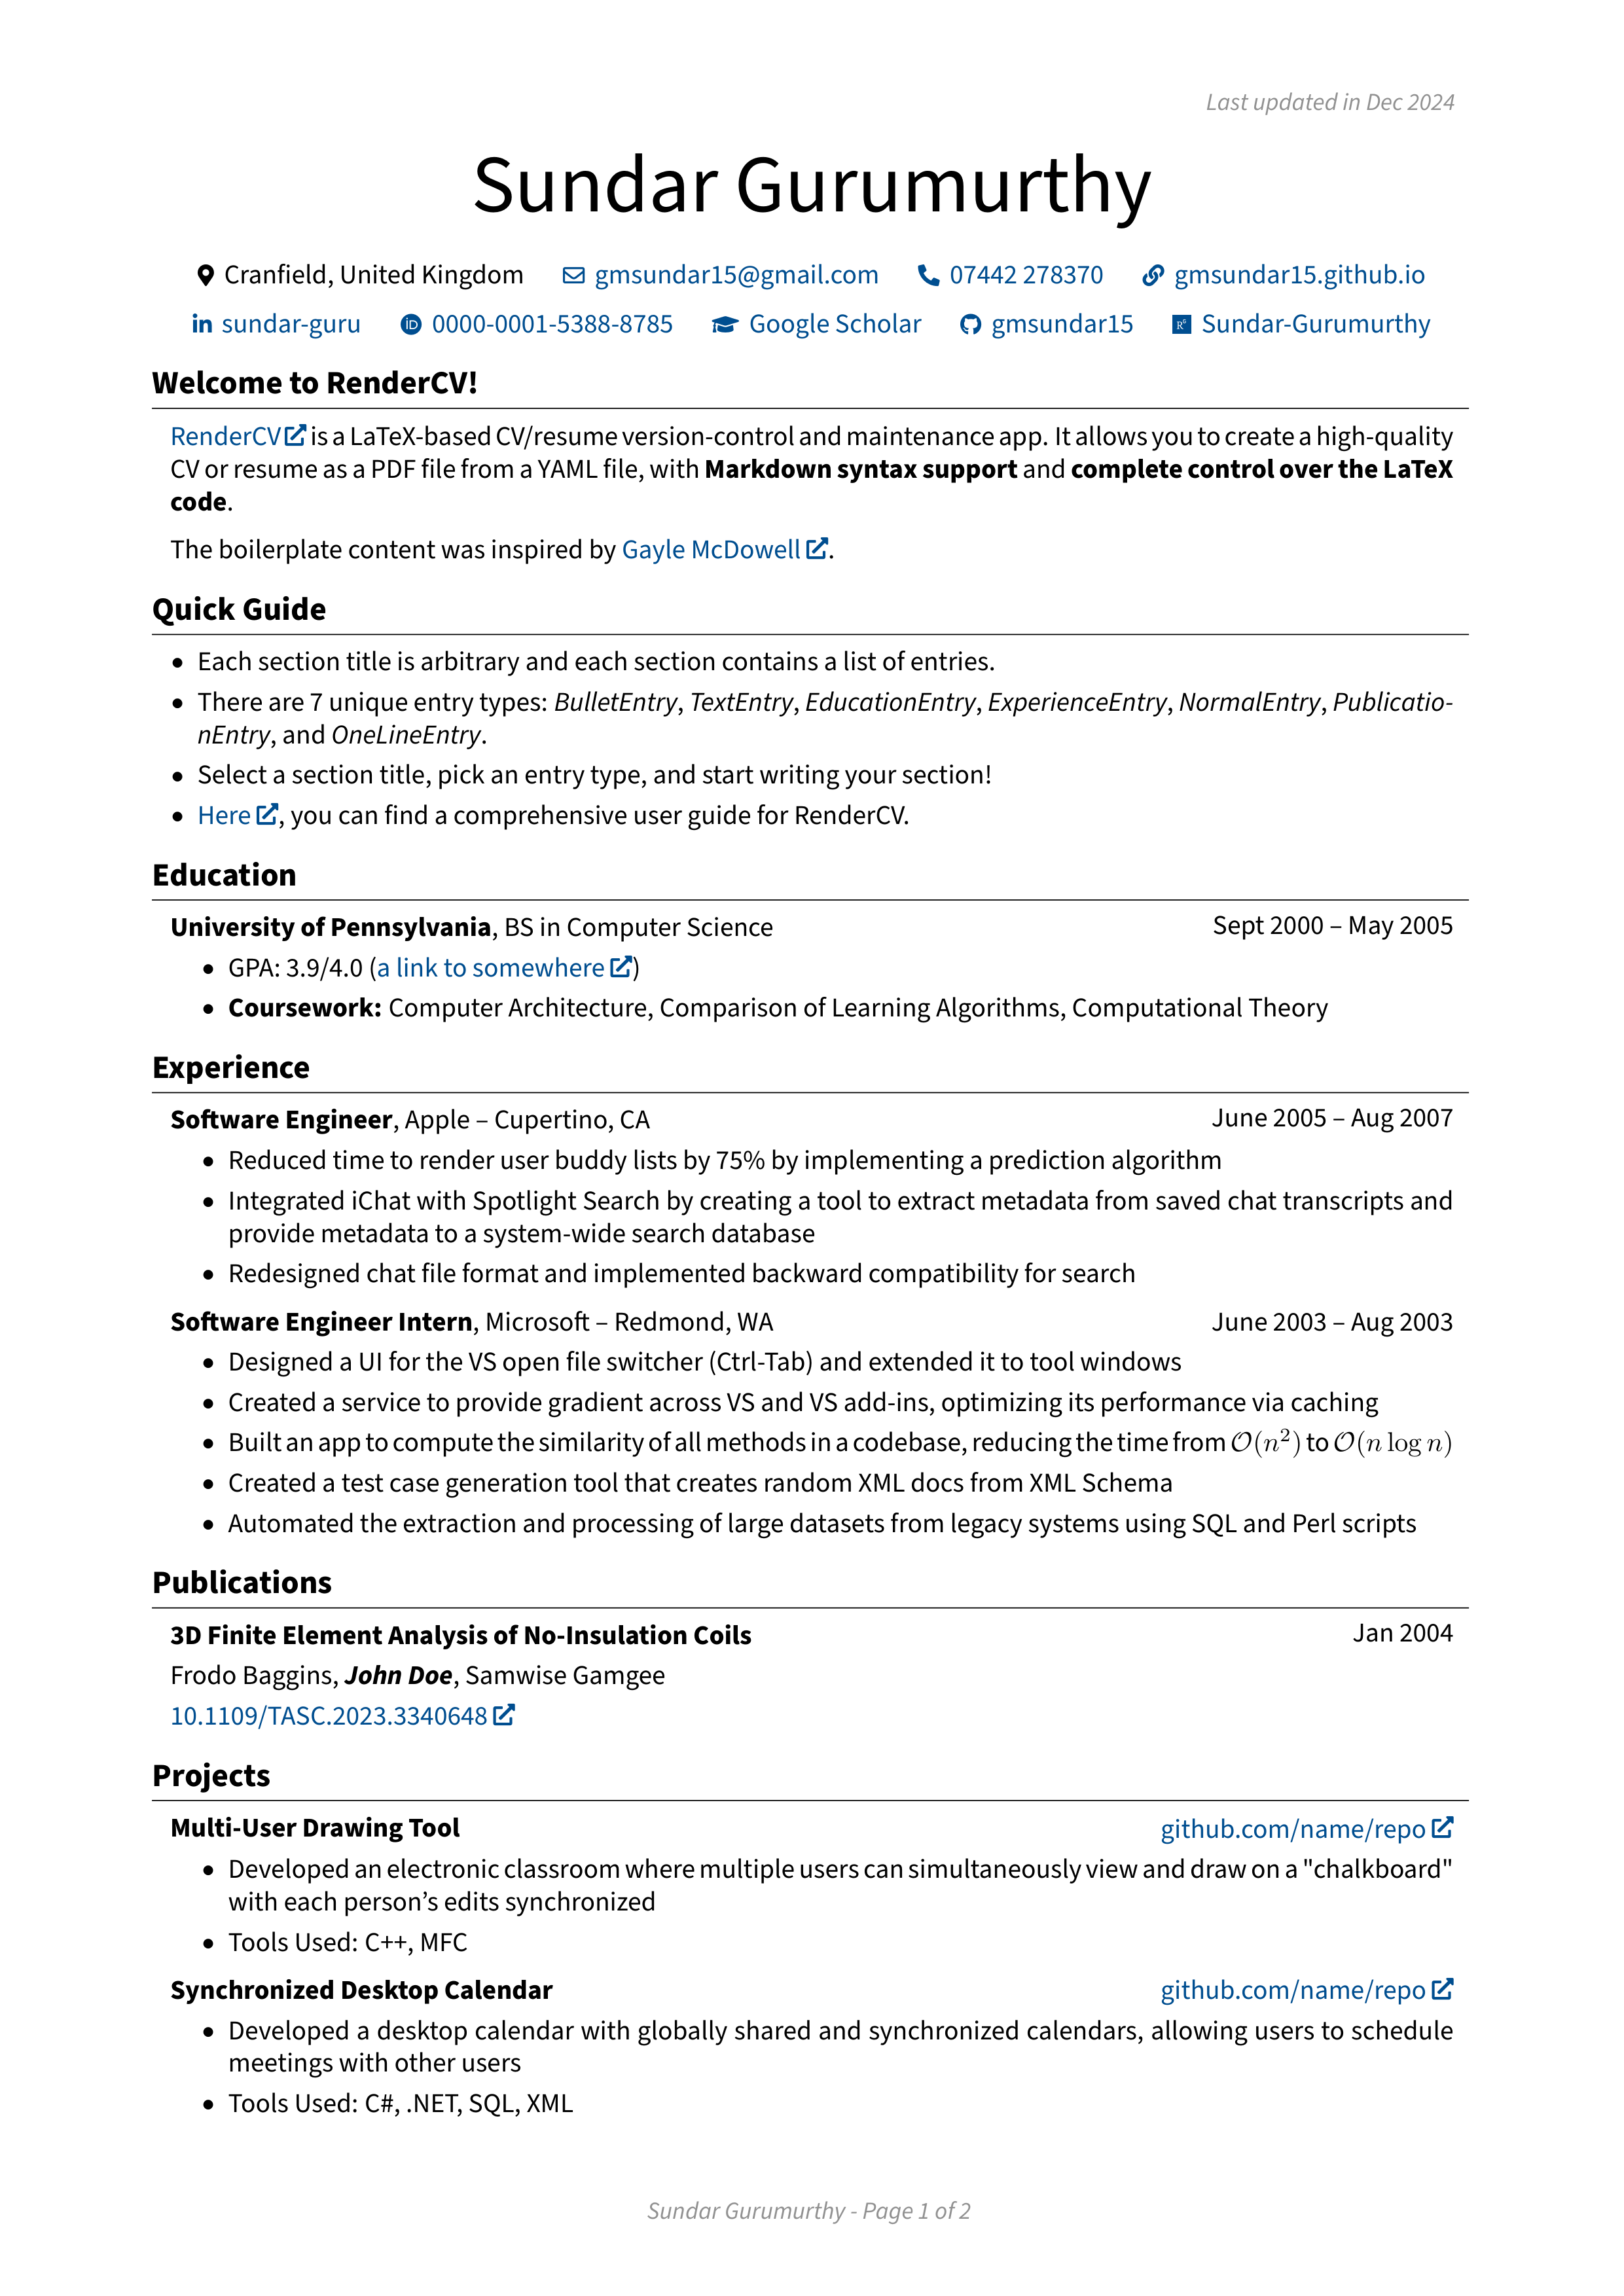 Last updated in Dec 2024
Sundar Gurumurthy
Cranfield, United Kingdom gmsundar15@gmail.com 07442 278370 gmsundar15.github.io
sundar-guru 0000-0001-5388-8785 Google Scholar gmsundar15 Sundar-Gurumurthy
Welcome to RenderCV!
RenderCV is a LaTeX-based CV/resume version-control and maintenance app. It allows you to create a high-quality
CV or resume as a PDF file from a YAML file, with Markdown syntax support and complete control over the LaTeX
code.
The boilerplate content was inspired by Gayle McDowell.
Quick Guide
• Each section title is arbitrary and each section contains a list of entries.
• There are 7 unique entry types: BulletEntry, TextEntry, EducationEntry, ExperienceEntry, NormalEntry, Publicatio-
nEntry, and OneLineEntry.
• Select a section title, pick an entry type, and start writing your section!
• Here, you can find a comprehensive user guide for RenderCV.
Education
University of Pennsylvania, BS in Computer Science Sept 2000 – May 2005
• GPA: 3.9/4.0 (a link to somewhere)
• Coursework: Computer Architecture, Comparison of Learning Algorithms, Computational Theory
Experience
Software Engineer, Apple – Cupertino, CA June 2005 – Aug 2007
• Reduced time to render user buddy lists by 75% by implementing a prediction algorithm
• Integrated iChat with Spotlight Search by creating a tool to extract metadata from saved chat transcripts and
provide metadata to a system-wide search database
• Redesigned chat file format and implemented backward compatibility for search
Software Engineer Intern, Microsoft – Redmond, WA June 2003 – Aug 2003
• Designed a UI for the VS open file switcher (Ctrl-Tab) and extended it to tool windows
• Created a service to provide gradient across VS and VS add-ins, optimizing its performance via caching
• Built an app to compute the similarity of all methods in a codebase, reducing the time from 𝒪(n²) to 𝒪(n log n)
• Created a test case generation tool that creates random XML docs from XML Schema
• Automated the extraction and processing of large datasets from legacy systems using SQL and Perl scripts
Publications
3D Finite Element Analysis of No-Insulation Coils Jan 2004
Frodo Baggins, John Doe, Samwise Gamgee
10.1109/TASC.2023.3340648
Projects
Multi-User Drawing Tool github.com/name/repo
• Developed an electronic classroom where multiple users can simultaneously view and draw on a "chalkboard"
with each person’s edits synchronized
• Tools Used: C++, MFC
Synchronized Desktop Calendar github.com/name/repo
• Developed a desktop calendar with globally shared and synchronized calendars, allowing users to schedule
meetings with other users
• Tools Used: C#, .NET, SQL, XML
Sundar Gurumurthy - Page 1 of 2